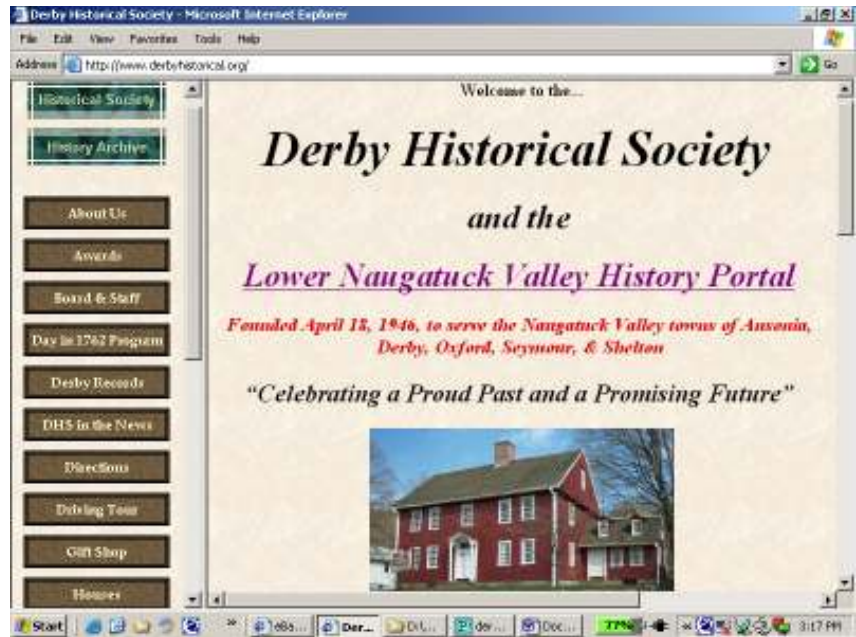 Derby Historical Society - Microsoft Internet Explorer
File Edit View Favorites Tools Help
Address http://www.derbyhistorical.org/ Go
Historical Society
History Archive
About Us
Awards
Board & Staff
Day in 1762 Program
Derby Records
DHS in the News
Directions
Driving Tour
Gift Shop
Houses
Welcome to the...
Derby Historical Society
and the
Lower Naugatuck Valley History Portal
Founded April 18, 1946, to serve the Naugatuck Valley towns of Ansonia,
Derby, Oxford, Seymour, & Shelton
“Celebrating a Proud Past and a Promising Future”
Start Der... Doc... 77% 3:17 PM